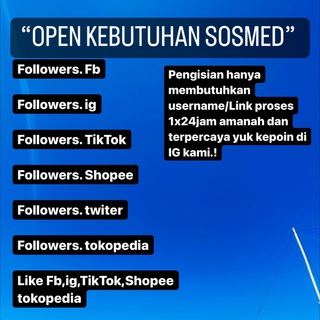 “OPEN KEBUTUHAN SOSMED”
Followers. Fb
Followers. ig
Followers. TikTok
Followers. Shopee
Followers. twiter
Followers. tokopedia
Like Fb,ig,TikTok,Shopee
tokopedia
Pengisian hanya
membutuhkan
username/Link proses
1x24jam amanah dan
terpercaya yuk kepoin di
IG kami.!